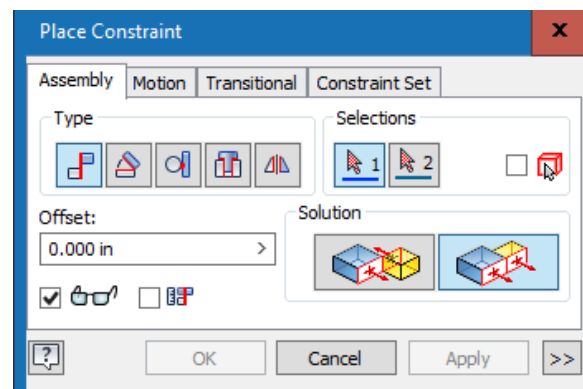 Place Constraint
x
Assembly Motion Transitional Constraint Set
Type
Selections
1 2
Offset:
Solution
0.000 in >
? OK Cancel Apply >>